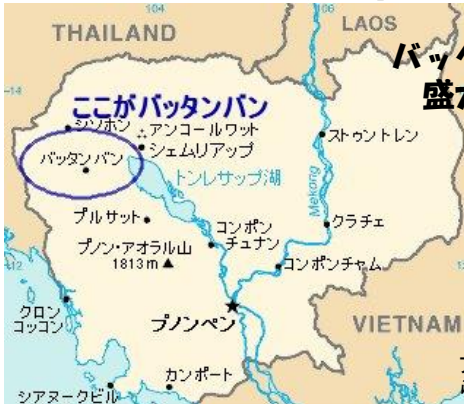 104
106
THAILAND
LAOS
14
ここがバッタンバン
シソホン
アンコールワット
シェムリアップ
ストゥントレン
バッタンバン
トンレサップ湖
Mekong
プルサット
コンポン
チュナン
クラチェ
プノン・アオラル山
1813m
12
コンポンチャム
クロン
コッコン
プノンペン
VIETNAM
カンポート
シアヌークビル